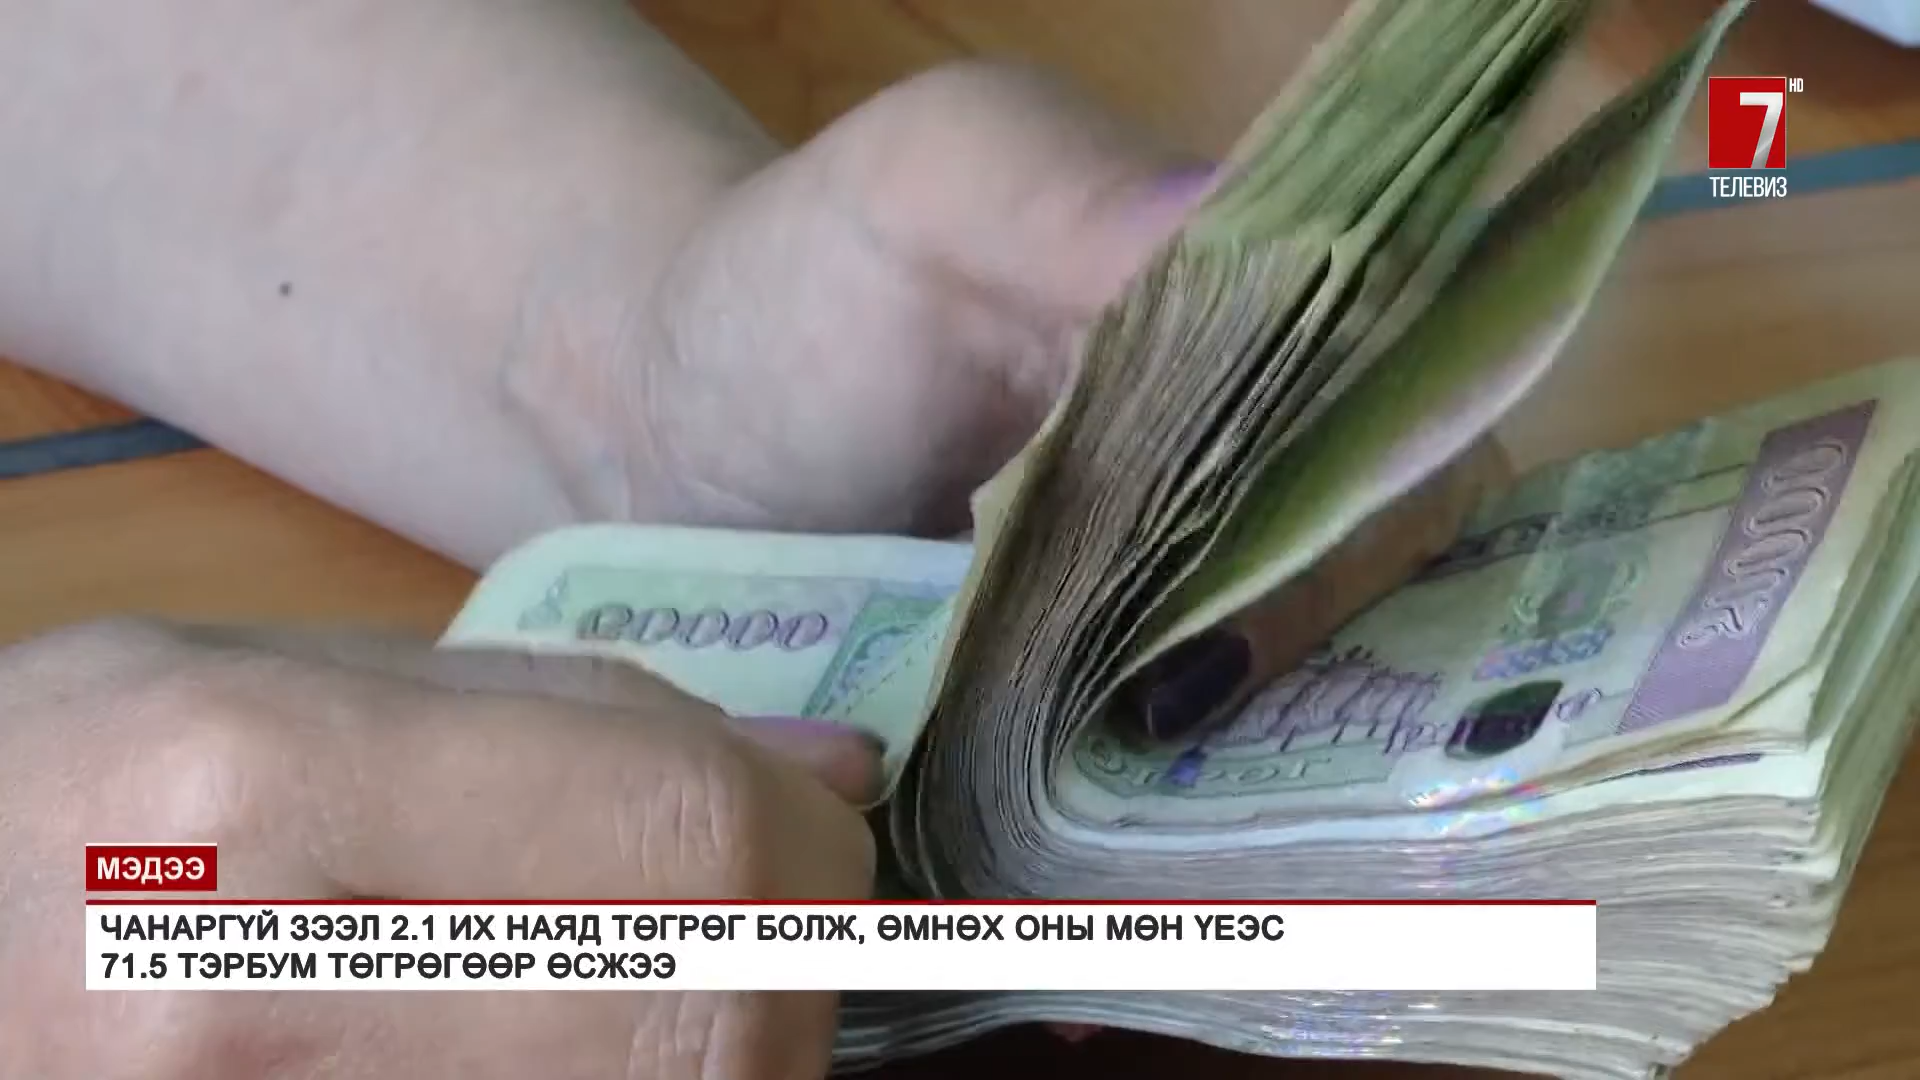 7 HD
ТЕЛЕВИЗ
МЭДЭЭ
ЧАНАРГҮЙ ЗЭЭЛ 2.1 ИХ НАЯД ТӨГРӨГ БОЛЖ, ӨМНӨХ ОНЫ МӨН ҮЕЭС
71.5 ТЭРБУМ ТӨГРӨГӨӨР ӨСЖЭЭ